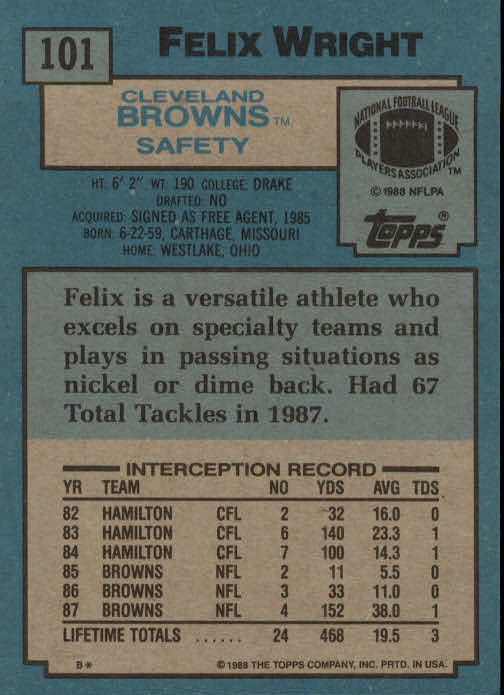 101
FELIX WRIGHT
CLEVELAND
BROWNS TM
SAFETY
NATIONAL FOOTBALL LEAGUE
PLAYERS ASSOCIATION™
© 1988 NFLPA
topps®
HT: 6' 2" WT: 190 COLLEGE: DRAKE
DRAFTED: NO
ACQUIRED: SIGNED AS FREE AGENT, 1985
BORN: 6-22-59, CARTHAGE, MISSOURI
HOME: WESTLAKE, OHIO
Felix is a versatile athlete who
excels on specialty teams and
plays in passing situations as
nickel or dime back. Had 67
Total Tackles in 1987.
INTERCEPTION RECORD
YR TEAM NO YDS AVG TDS
82 HAMILTON CFL 2 32 16.0 0
83 HAMILTON CFL 6 140 23.3 1
84 HAMILTON CFL 7 100 14.3 1
85 BROWNS NFL 2 11 5.5 0
86 BROWNS NFL 3 33 11.0 0
87 BROWNS NFL 4 152 38.0 1
LIFETIME TOTALS ...... 24 468 19.5 3
B* © 1988 THE TOPPS COMPANY, INC. PRTD. IN USA.